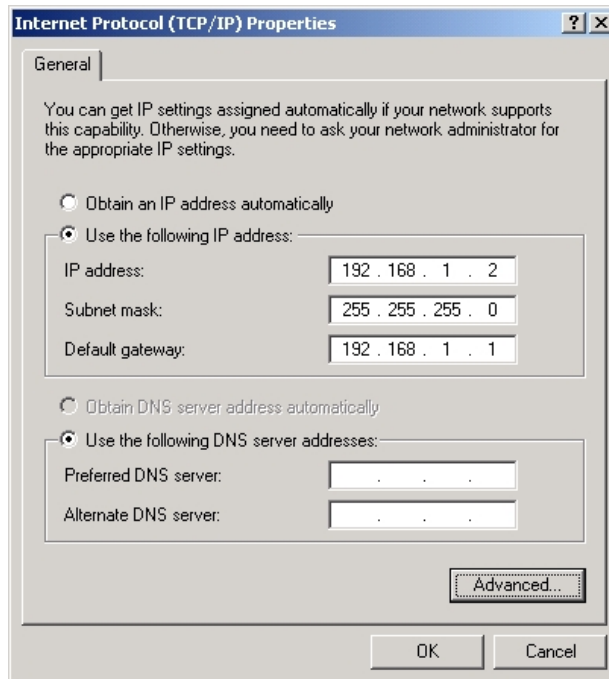 Internet Protocol (TCP/IP) Properties
General
You can get IP settings assigned automatically if your network supports
this capability. Otherwise, you need to ask your network administrator for
the appropriate IP settings.
Obtain an IP address automatically
Use the following IP address:
IP address: 192 . 168 . 1 . 2
Subnet mask: 255 . 255 . 255 . 0
Default gateway: 192 . 168 . 1 . 1
Obtain DNS server address automatically
Use the following DNS server addresses:
Preferred DNS server: . . .
Alternate DNS server: . . .
Advanced...
OK Cancel